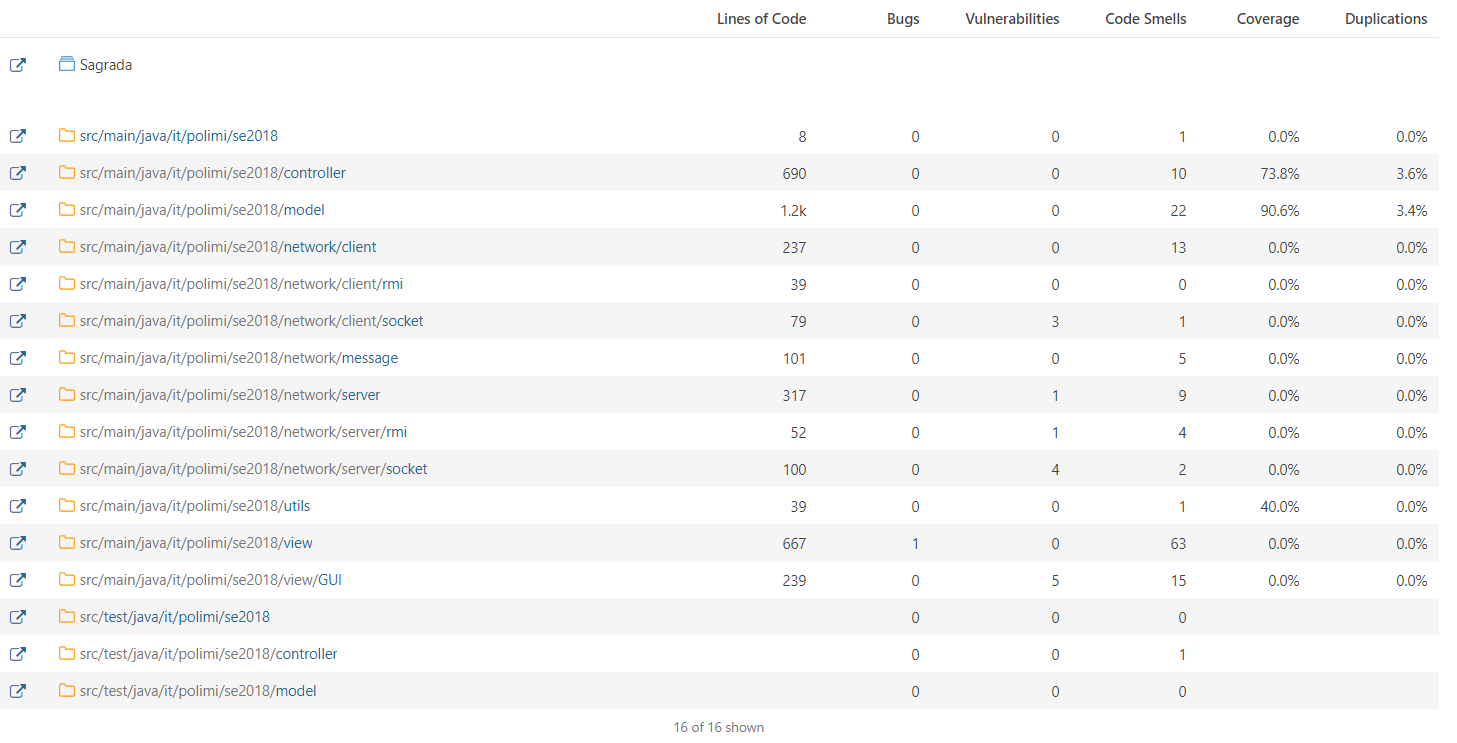 Lines of Code Bugs Vulnerabilities Code Smells Coverage Duplications
Sagrada
src/main/java/it/polimi/se2018 8 0 0 1 0.0% 0.0%
src/main/java/it/polimi/se2018/controller 690 0 0 10 73.8% 3.6%
src/main/java/it/polimi/se2018/model 1.2k 0 0 22 90.6% 3.4%
src/main/java/it/polimi/se2018/network/client 237 0 0 13 0.0% 0.0%
src/main/java/it/polimi/se2018/network/client/rmi 39 0 0 0 0.0% 0.0%
src/main/java/it/polimi/se2018/network/client/socket 79 0 3 1 0.0% 0.0%
src/main/java/it/polimi/se2018/network/message 101 0 0 5 0.0% 0.0%
src/main/java/it/polimi/se2018/network/server 317 0 1 9 0.0% 0.0%
src/main/java/it/polimi/se2018/network/server/rmi 52 0 1 4 0.0% 0.0%
src/main/java/it/polimi/se2018/network/server/socket 100 0 4 2 0.0% 0.0%
src/main/java/it/polimi/se2018/utils 39 0 0 1 40.0% 0.0%
src/main/java/it/polimi/se2018/view 667 1 0 63 0.0% 0.0%
src/main/java/it/polimi/se2018/view/GUI 239 0 5 15 0.0% 0.0%
src/test/java/it/polimi/se2018 0 0 0
src/test/java/it/polimi/se2018/controller 0 0 1
src/test/java/it/polimi/se2018/model 0 0 0
16 of 16 shown